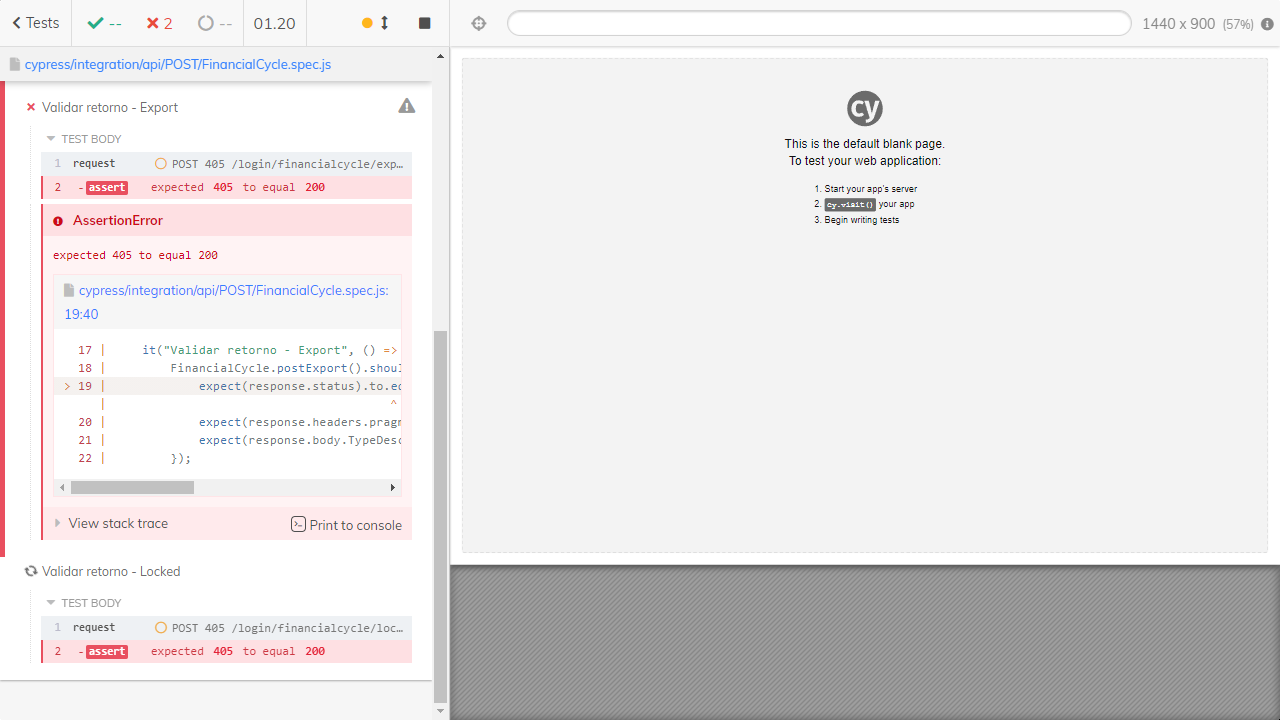 Tests
--
2
--
01.20
1440 x 900 (57%)
cypress/integration/api/POST/FinancialCycle.spec.js
Validar retorno - Export
TEST BODY
1 request POST 405 /login/financialcycle/exp…
2 -assert expected 405 to equal 200
AssertionError
expected 405 to equal 200
cypress/integration/api/POST/FinancialCycle.spec.js:
19:40
17 | it("Validar retorno - Export", () =>
18 | FinancialCycle.postExport().shoul
> 19 | expect(response.status).to.eq
| ^
20 | expect(response.headers.pragm
21 | expect(response.body.TypeDesc
22 | });
View stack trace
Print to console
Validar retorno - Locked
TEST BODY
1 request POST 405 /login/financialcycle/loc…
2 -assert expected 405 to equal 200
cy
This is the default blank page.
To test your web application:
1. Start your app's server
2. cy.visit() your app
3. Begin writing tests